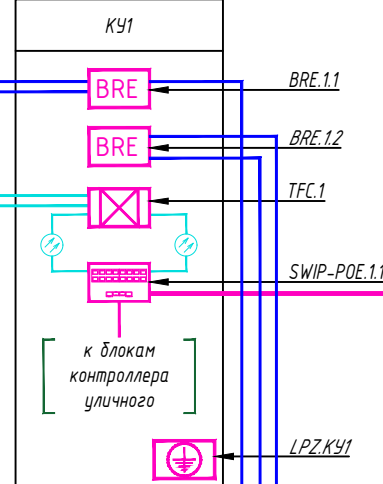 КУ1
BRE
BRE.1.1
BRE
BRE.1.2
TFC.1
SWIP-POE.1.1
к блокам
контроллера
уличного
LPZ.КУ1